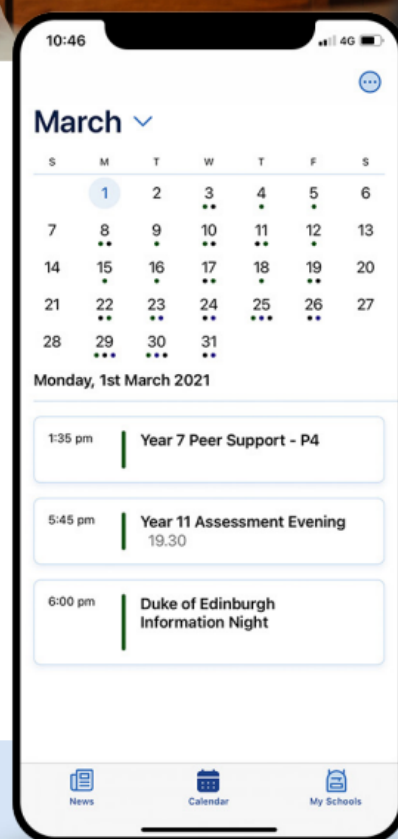 10:46 4G
March
S M T W T F S
1 2 3 4 5 6
7 8 9 10 11 12 13
14 15 16 17 18 19 20
21 22 23 24 25 26 27
28 29 30 31
Monday, 1st March 2021
1:35 pm Year 7 Peer Support - P4
5:45 pm Year 11 Assessment Evening
19.30
6:00 pm Duke of Edinburgh
Information Night
News Calendar My Schools